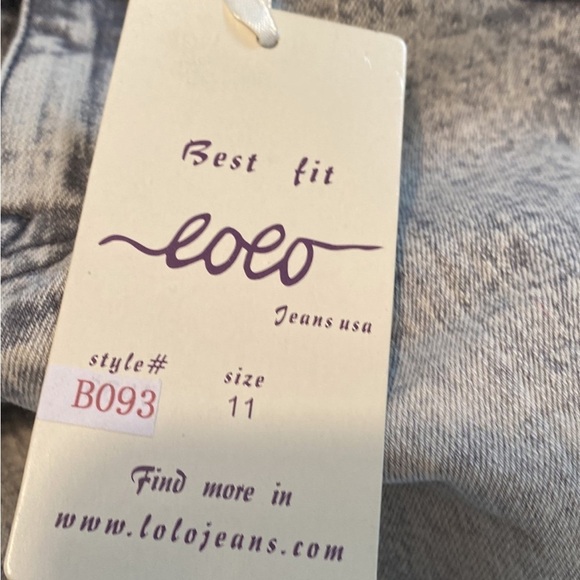 Best fit
lolo
Jeans usa
style# size
B093 11
Find more in
www.lolojeans.com